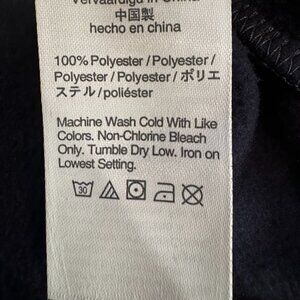 Vervaardigd in China
中国製
hecho en china
100% Polyester / Polyester /
Polyester / Polyester / ポリエ
ステル / poliéster
Machine Wash Cold With Like
Colors. Non-Chlorine Bleach
Only. Tumble Dry Low. Iron on
Lowest Setting.
30